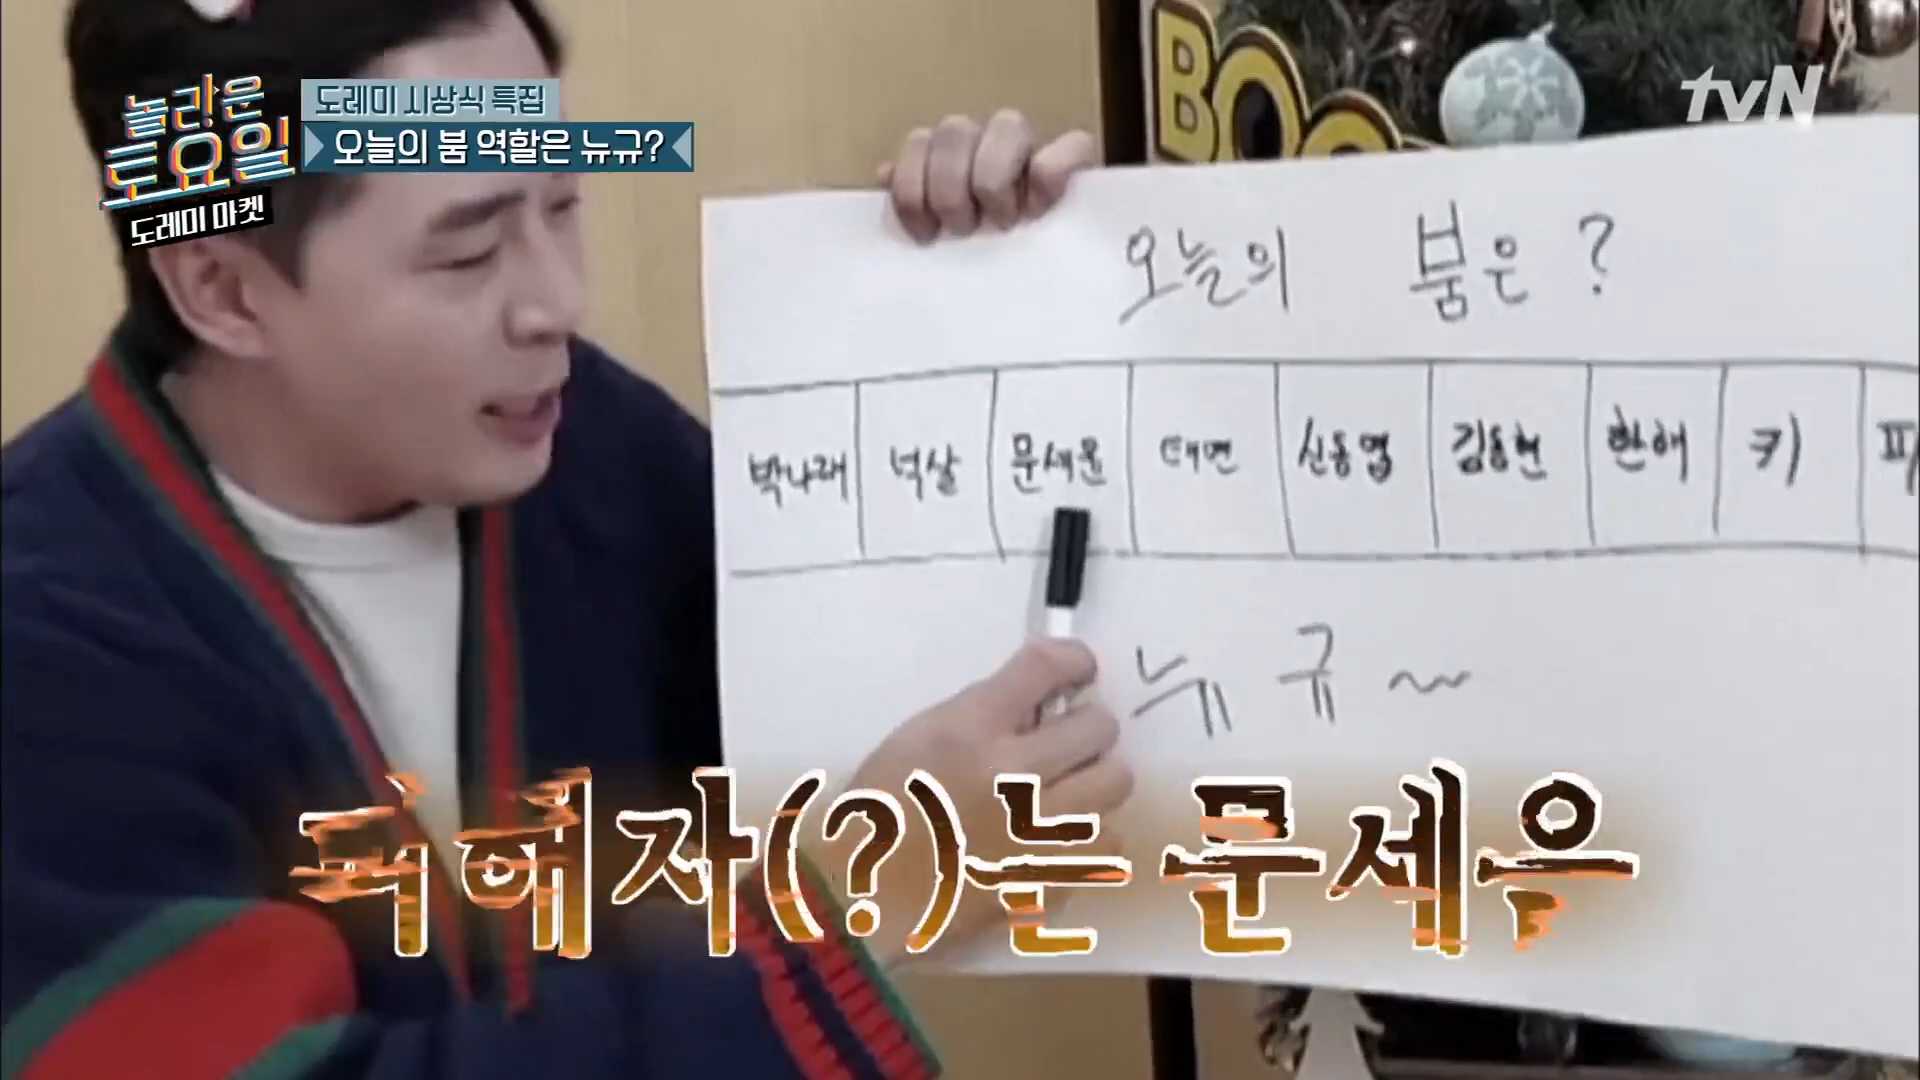 놀라운
토요일
도레미 마켓
도레미 시상식 특집
오늘의 붐 역할은 뉴규?
tvN
BOO
오늘의 붐은?
박나래 넉살 문세윤 태연 신동엽 김동현 한해 키
뉴규~
피해자(?)는 문세윤